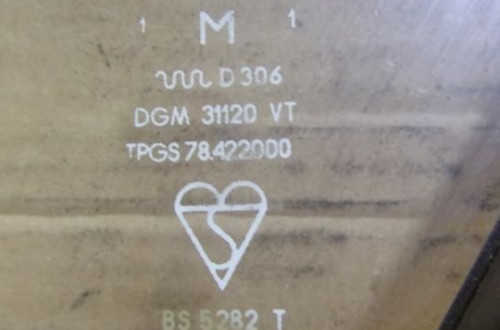 1 M 1
D 306
DGM 31120 VT
TPGS 78.422000
BS 5282 T